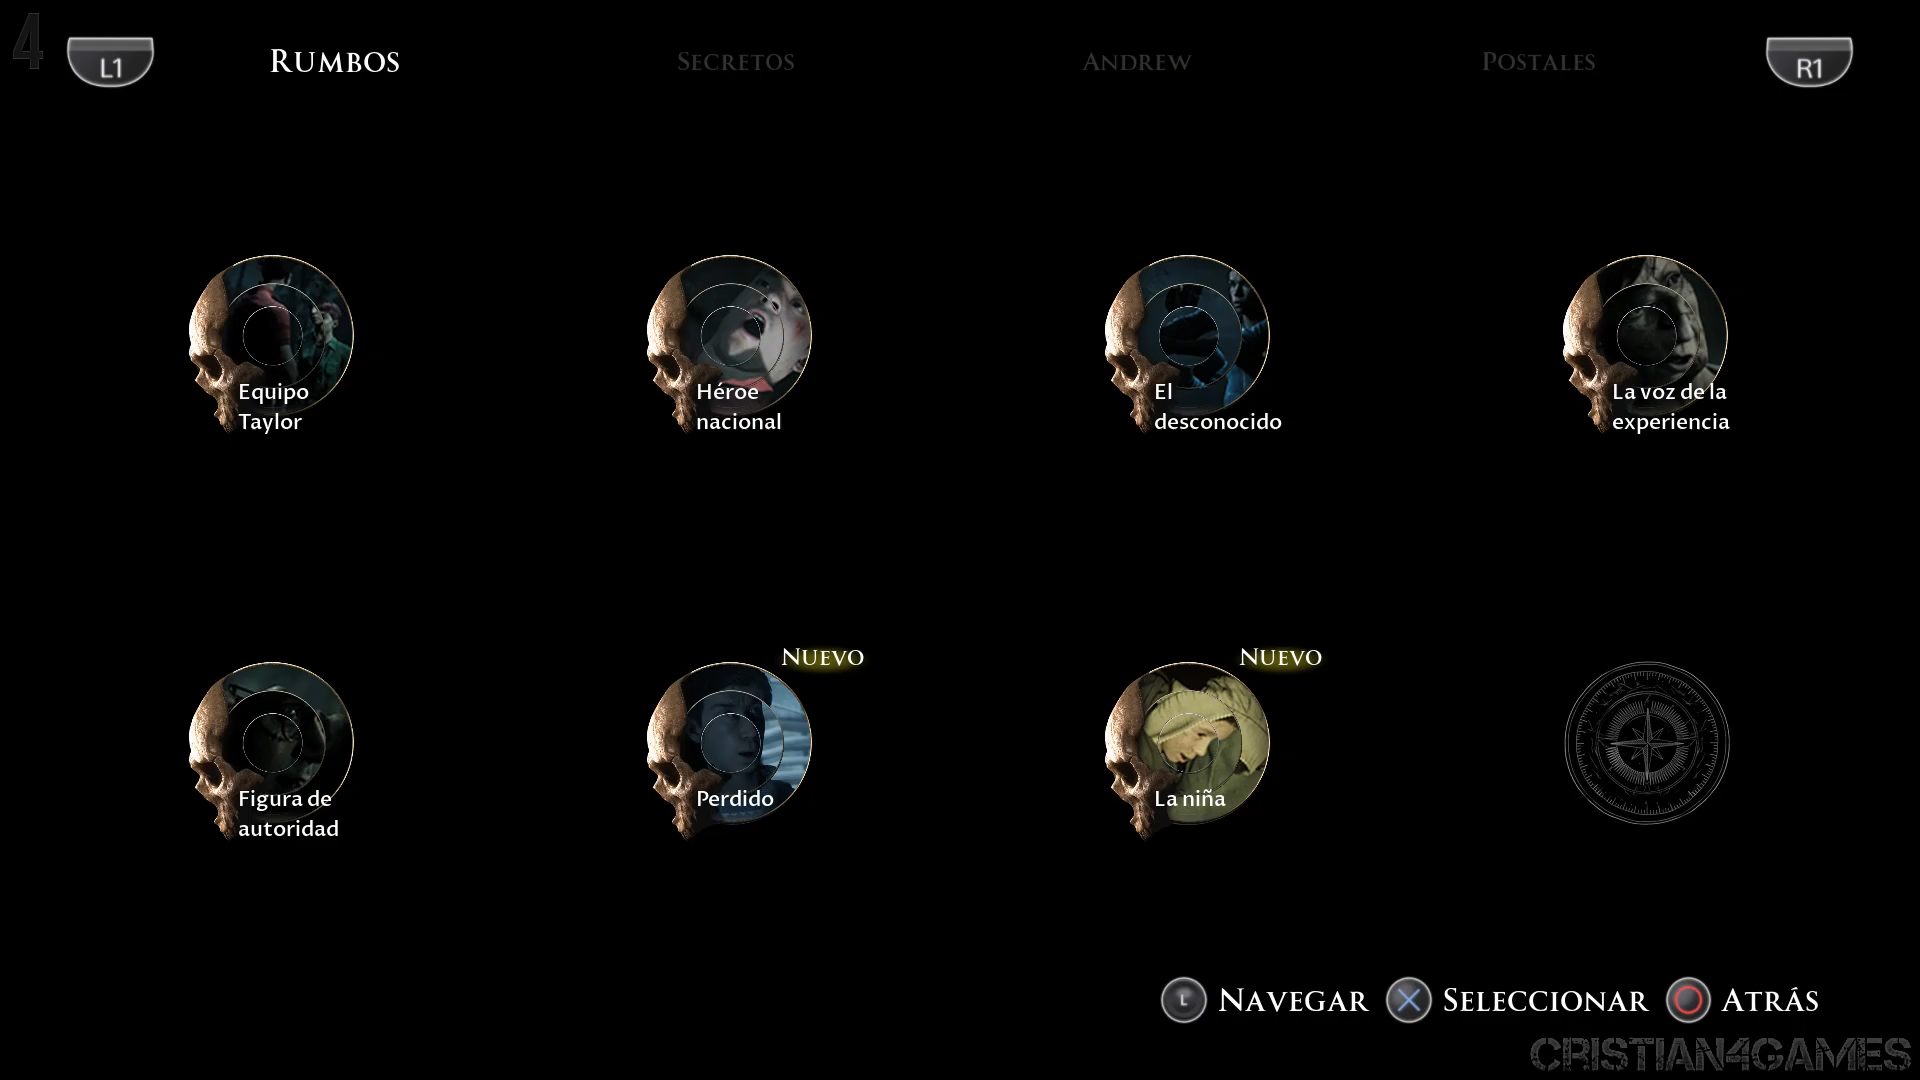 4
L1
RUMBOS
SECRETOS
ANDREW
POSTALES
R1
Equipo
Taylor
Héroe
nacional
El
desconocido
La voz de la
experiencia
NUEVO
NUEVO
Figura de
autoridad
Perdido
La niña
L NAVEGAR
SELECCIONAR
ATRÁS
CRISTIAN4GAMES